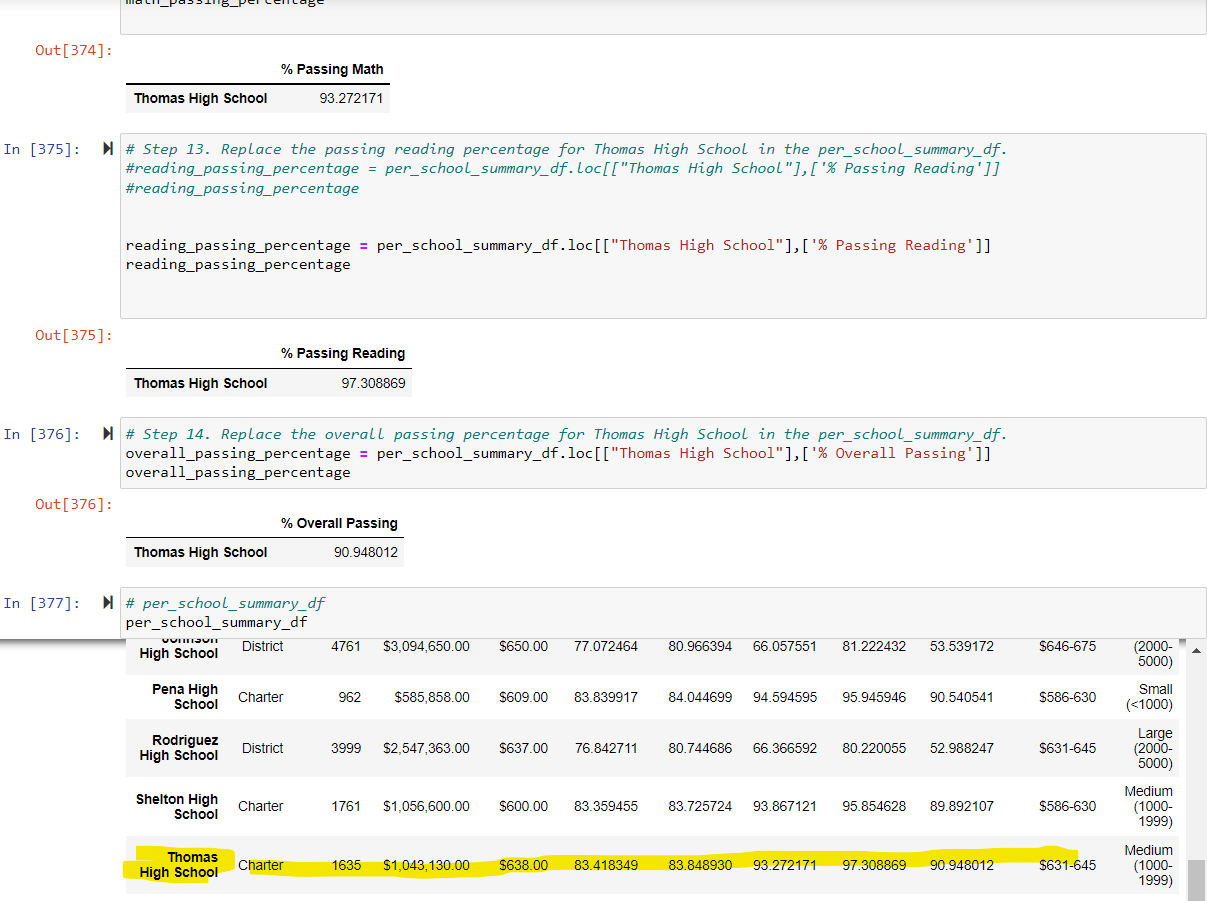 math_passing_percentage
Out[374]:
% Passing Math
Thomas High School 93.272171
In [375]:
# Step 13. Replace the passing reading percentage for Thomas High School in the per_school_summary_df.
#reading_passing_percentage = per_school_summary_df.loc[["Thomas High School"],['% Passing Reading']]
#reading_passing_percentage
reading_passing_percentage = per_school_summary_df.loc[["Thomas High School"],['% Passing Reading']]
reading_passing_percentage
Out[375]:
% Passing Reading
Thomas High School 97.308869
In [376]:
# Step 14. Replace the overall passing percentage for Thomas High School in the per_school_summary_df.
overall_passing_percentage = per_school_summary_df.loc[["Thomas High School"],['% Overall Passing']]
overall_passing_percentage
Out[376]:
% Overall Passing
Thomas High School 90.948012
In [377]:
# per_school_summary_df
per_school_summary_df
Johnson
High School District 4761 $3,094,650.00 $650.00 77.072464 80.966394 66.057551 81.222432 53.539172 $646-675 (2000-
5000)
Pena High
School Charter 962 $585,858.00 $609.00 83.839917 84.044699 94.594595 95.945946 90.540541 $586-630 Small
(<1000)
Rodriguez
High School District 3999 $2,547,363.00 $637.00 76.842711 80.744686 66.366592 80.220055 52.988247 $631-645 Large
(2000-
5000)
Shelton High
School Charter 1761 $1,056,600.00 $600.00 83.359455 83.725724 93.867121 95.854628 89.892107 $586-630 Medium
(1000-
1999)
Thomas
High School Charter 1635 $1,043,130.00 $638.00 83.418349 83.848930 93.272171 97.308869 90.948012 $631-645 Medium
(1000-
1999)